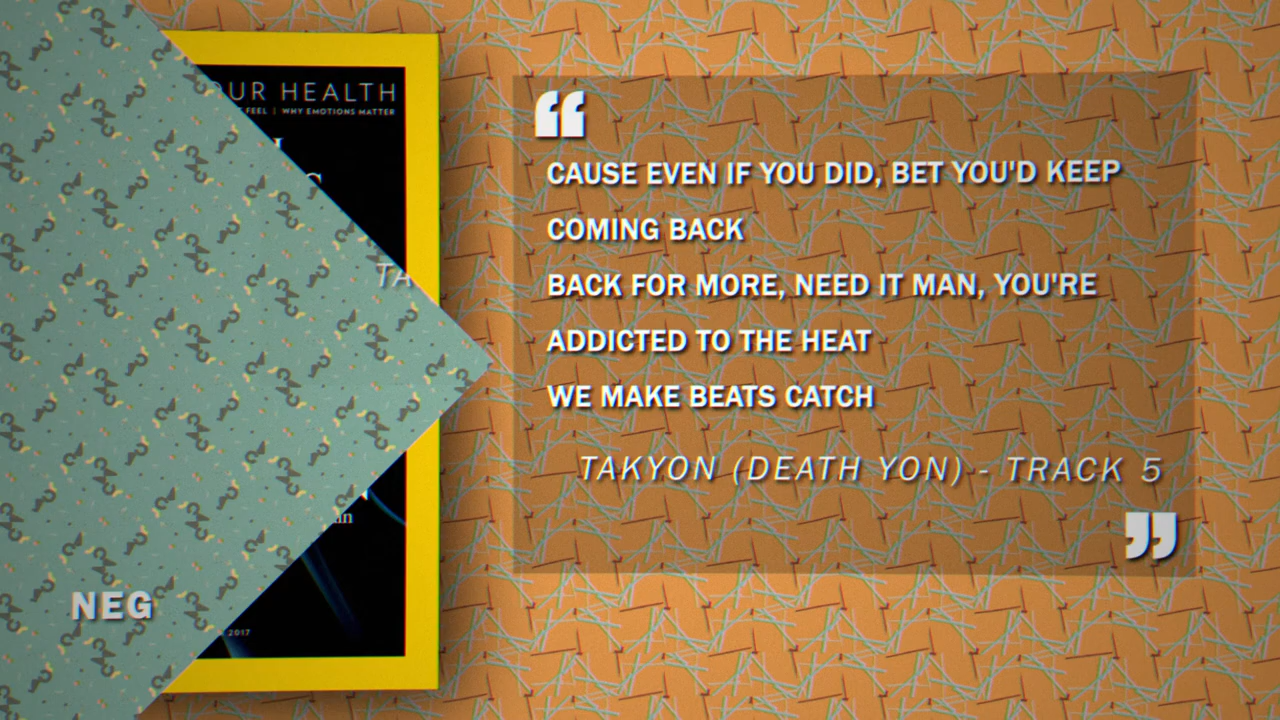 OUR HEALTH
FEEL | WHY EMOTIONS MATTER
TA
2017
NEG
“
CAUSE EVEN IF YOU DID, BET YOU'D KEEP
COMING BACK
BACK FOR MORE, NEED IT MAN, YOU'RE
ADDICTED TO THE HEAT
WE MAKE BEATS CATCH
TAKYON (DEATH YON) - TRACK 5
”